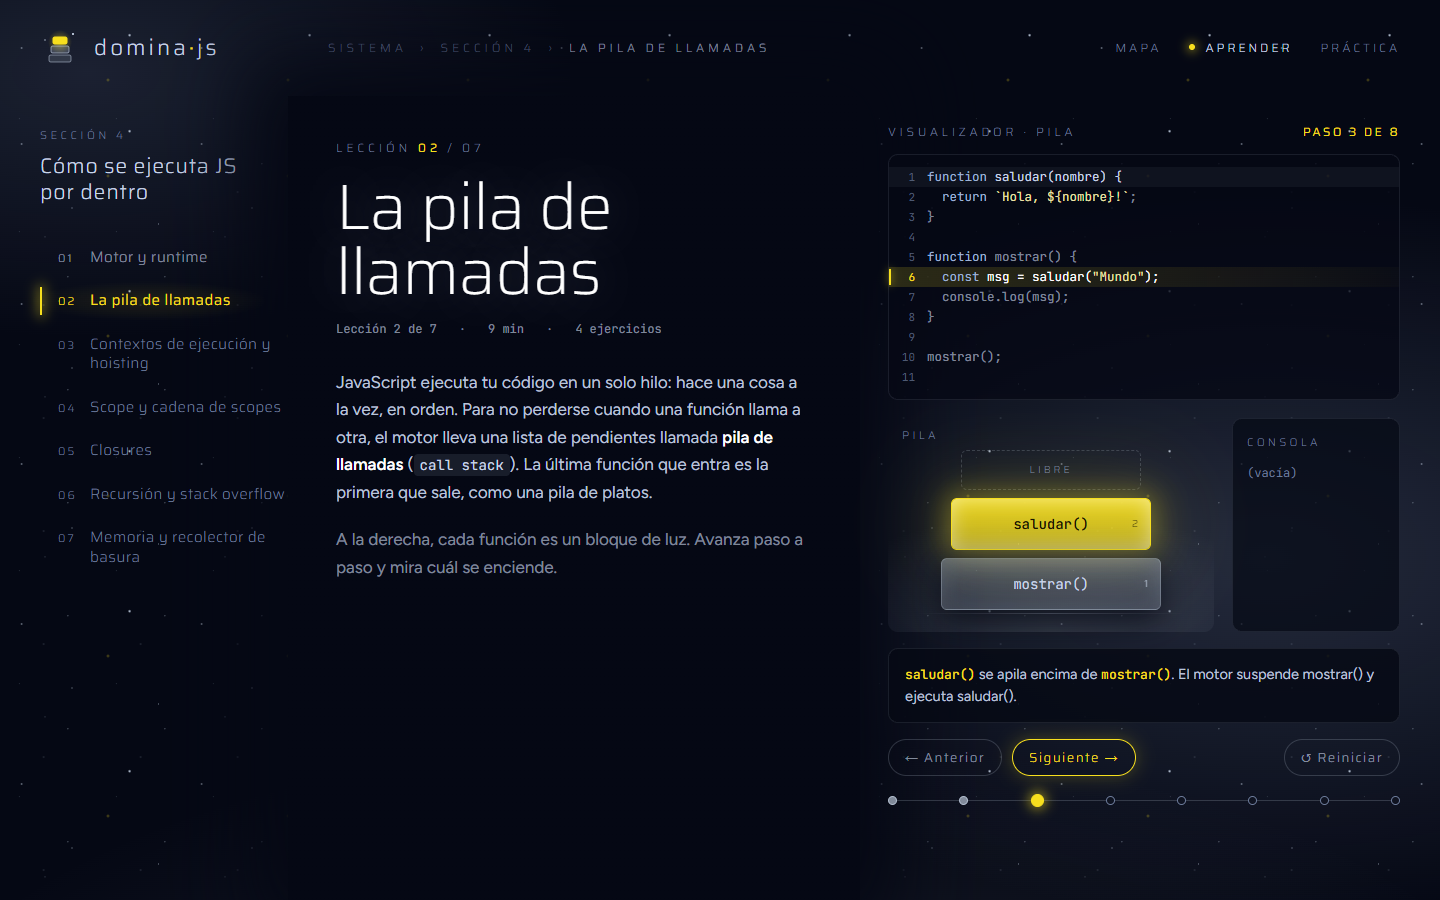 domina·js
SISTEMA › SECCIÓN 4 › LA PILA DE LLAMADAS
MAPA APRENDER PRÁCTICA
SECCIÓN 4
Cómo se ejecuta JS
por dentro
01 Motor y runtime
02 La pila de llamadas
03 Contextos de ejecución y
hoisting
04 Scope y cadena de scopes
05 Closures
06 Recursión y stack overflow
07 Memoria y recolector de
basura
LECCIÓN 02 / 07
La pila de
llamadas
Lección 2 de 7 · 9 min · 4 ejercicios
JavaScript ejecuta tu código en un solo hilo: hace una cosa a
la vez, en orden. Para no perderse cuando una función llama a
otra, el motor lleva una lista de pendientes llamada pila de
llamadas (call stack). La última función que entra es la
primera que sale, como una pila de platos.
A la derecha, cada función es un bloque de luz. Avanza paso a
paso y mira cuál se enciende.
VISUALIZADOR · PILA
PASO 3 DE 8
1 function saludar(nombre) {
2 return `Hola, ${nombre}!`;
3 }
4
5 function mostrar() {
6 const msg = saludar("Mundo");
7 console.log(msg);
8 }
9
10 mostrar();
11
PILA
LIBRE
saludar() 2
mostrar() 1
CONSOLA
(vacía)
saludar() se apila encima de mostrar(). El motor suspende mostrar() y
ejecuta saludar().
← Anterior
Siguiente →
↺ Reiniciar